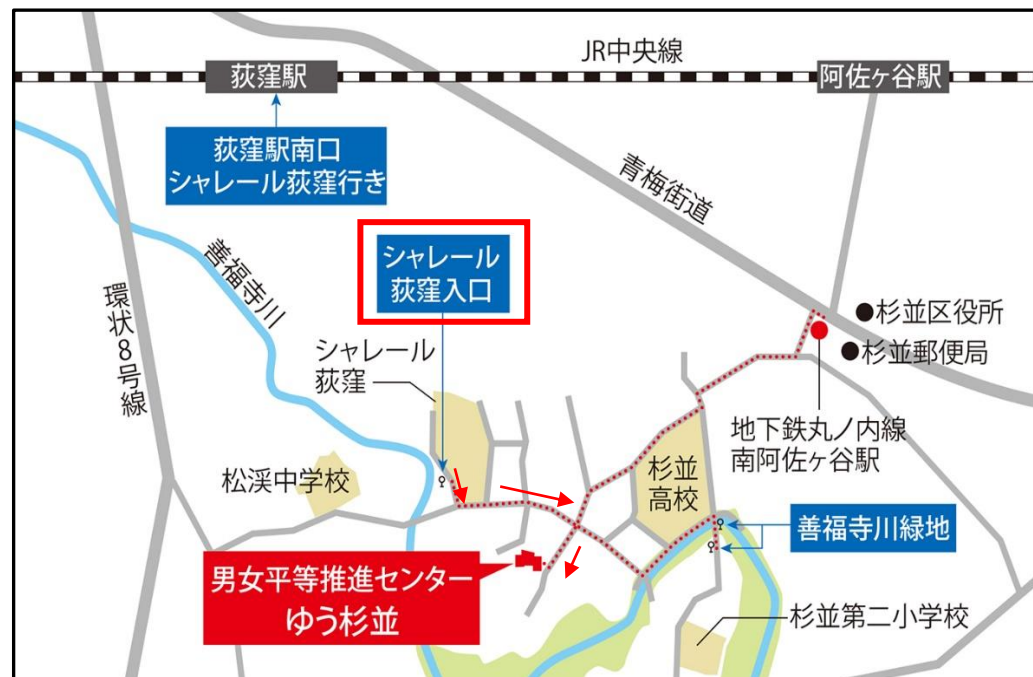 JR中央線
荻窪駅
阿佐ケ谷駅
荻窪駅南口
シャレール荻窪行き
青梅街道
善福寺川
環状8号線
シャレール
荻窪入口
シャレール
荻窪
杉並区役所
杉並郵便局
地下鉄丸ノ内線
南阿佐ケ谷駅
松渓中学校
杉並
高校
善福寺川緑地
男女平等推進センター
ゆう杉並
杉並第二小学校